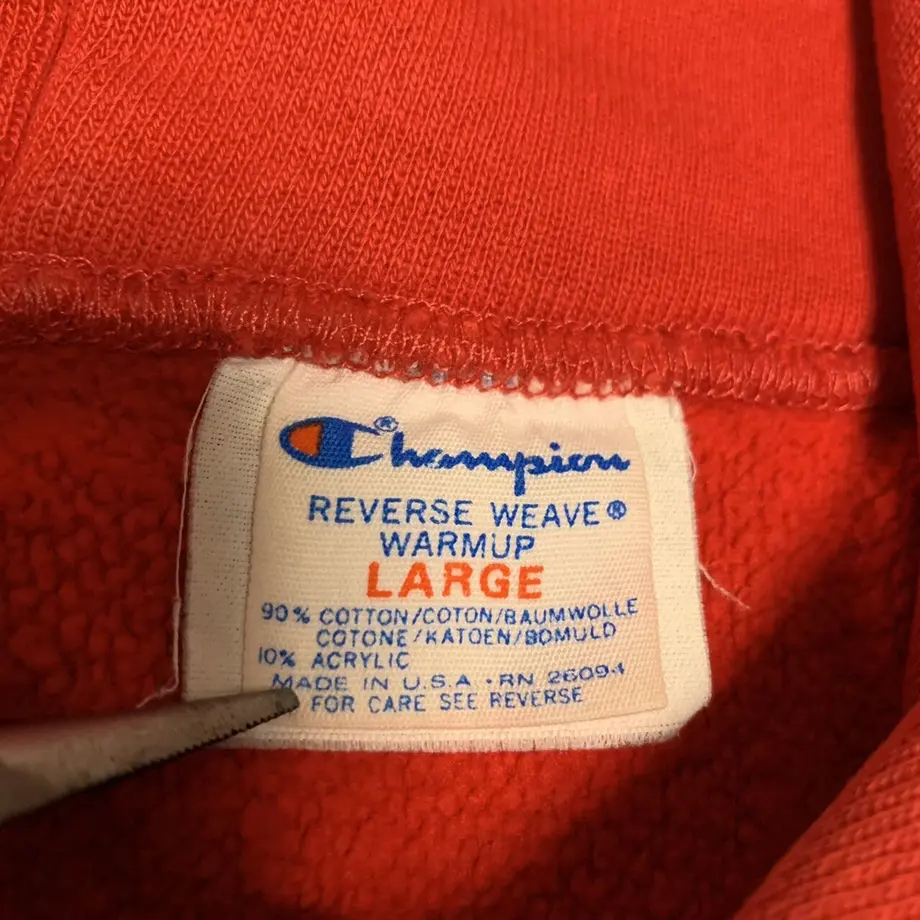 Champion®
REVERSE WEAVE®
WARMUP
LARGE
90% COTTON/COTON/BAUMWOLLE
COTONE/KATOEN/BOMULD
10% ACRYLIC
MADE IN U.S.A · RN 26094
FOR CARE SEE REVERSE